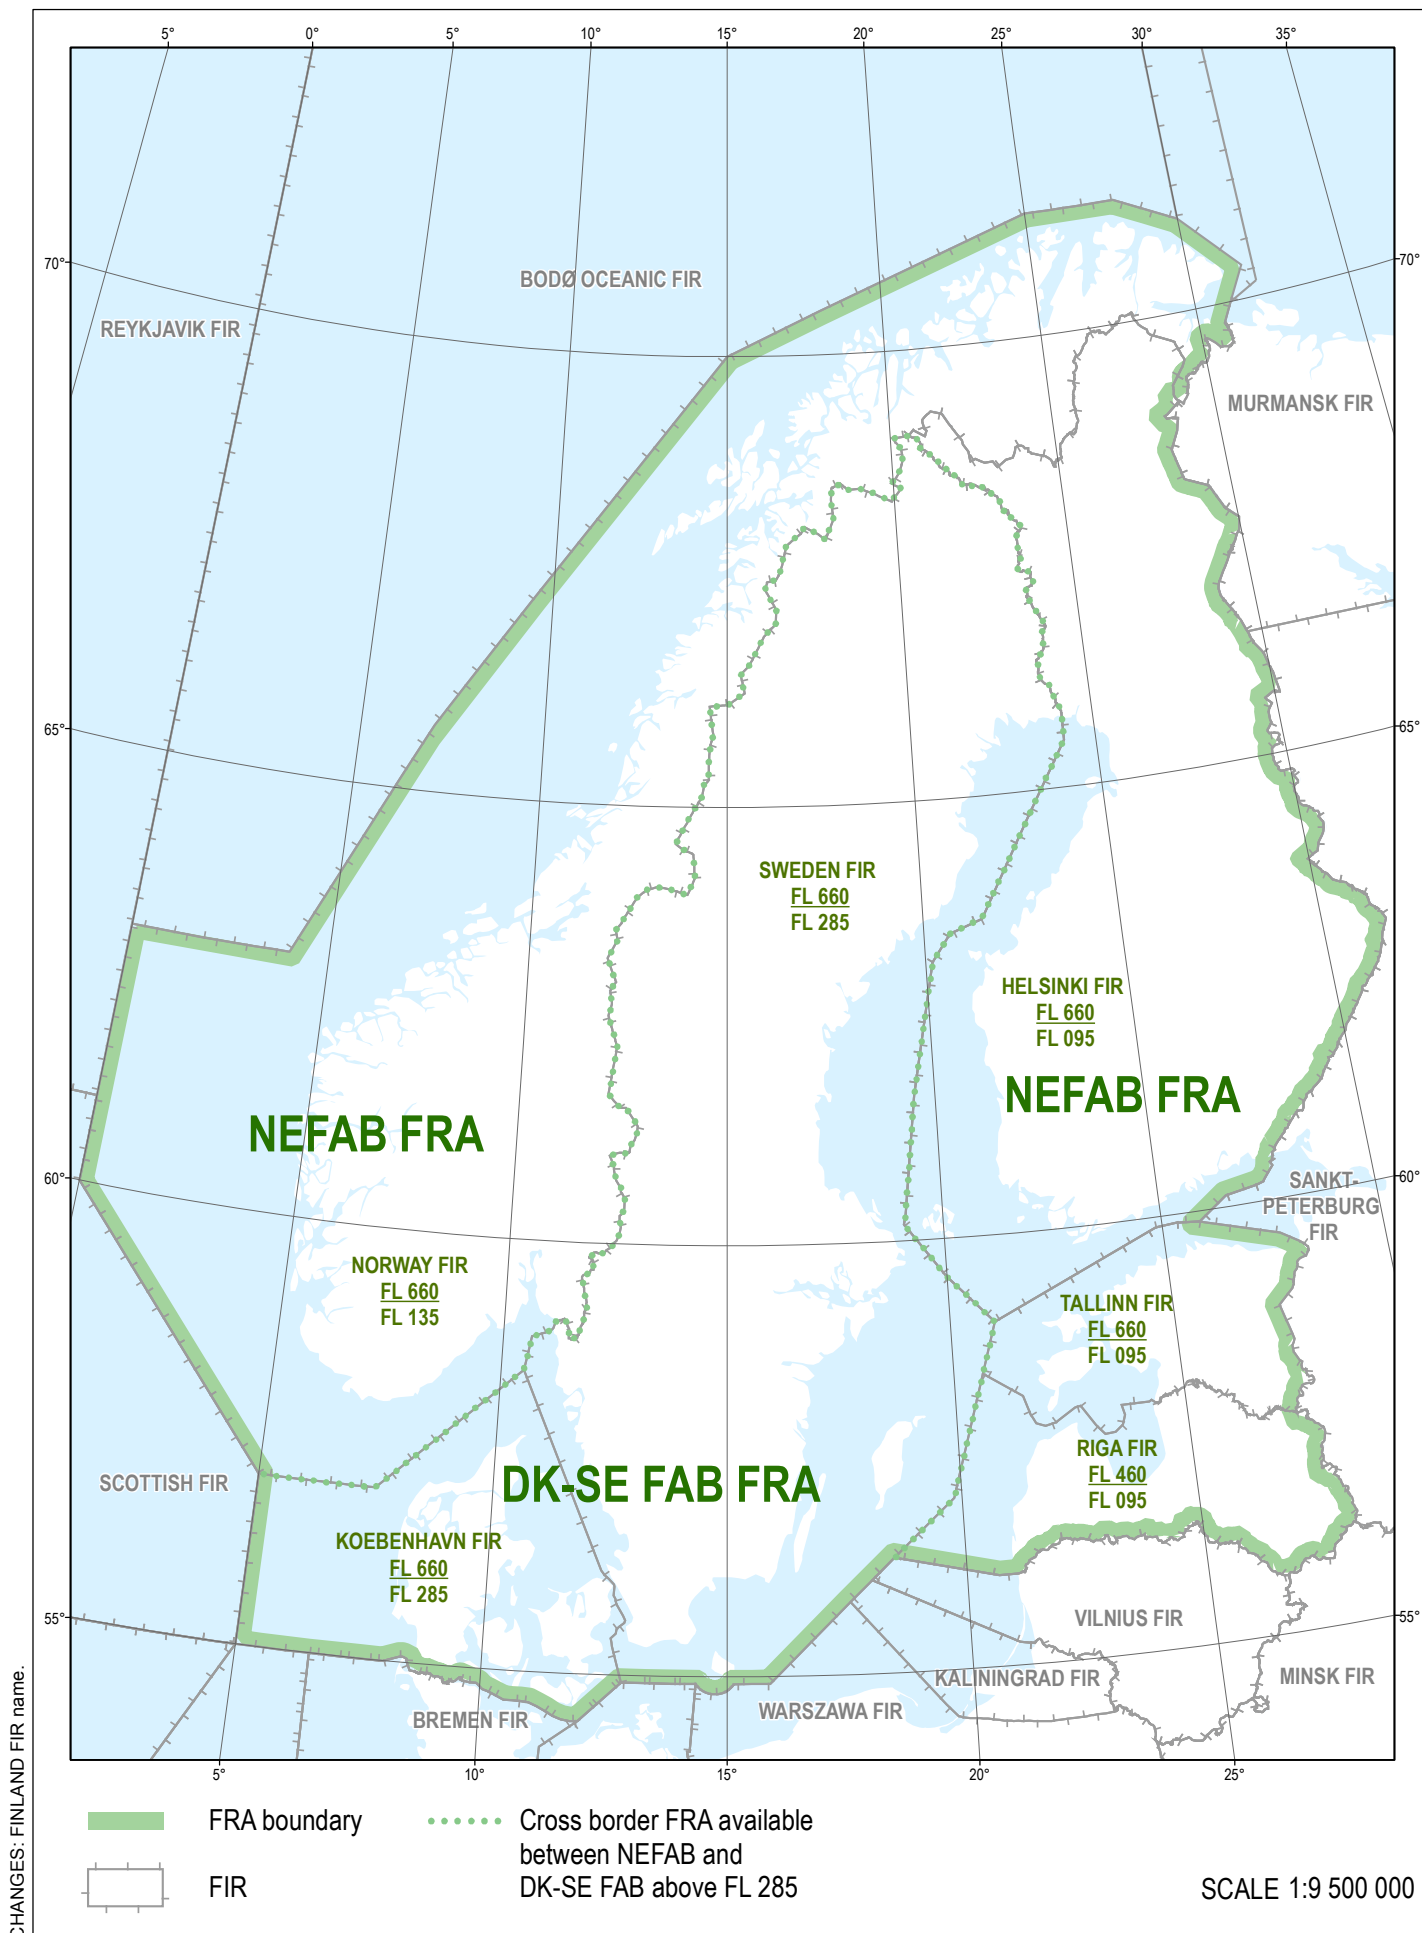 5° 0° 5° 10° 15° 20° 25° 30° 35°
70°
70°
BODØ OCEANIC FIR
REYKJAVIK FIR
MURMANSK FIR
65°
65°
SWEDEN FIR
FL 660
FL 285
HELSINKI FIR
FL 660
FL 095
NEFAB FRA
NEFAB FRA
60°
60°
SANKT-
PETERBURG
FIR
NORWAY FIR
FL 660
FL 135
TALLINN FIR
FL 660
FL 095
RIGA FIR
FL 460
FL 095
SCOTTISH FIR
DK-SE FAB FRA
KOEBENHAVN FIR
FL 660
FL 285
55°
55°
VILNIUS FIR
KALININGRAD FIR
MINSK FIR
WARSZAWA FIR
BREMEN FIR
5° 10° 15° 20° 25°
CHANGES: FINLAND FIR name.
FRA boundary
FIR
Cross border FRA available
between NEFAB and
DK-SE FAB above FL 285
SCALE 1:9 500 000